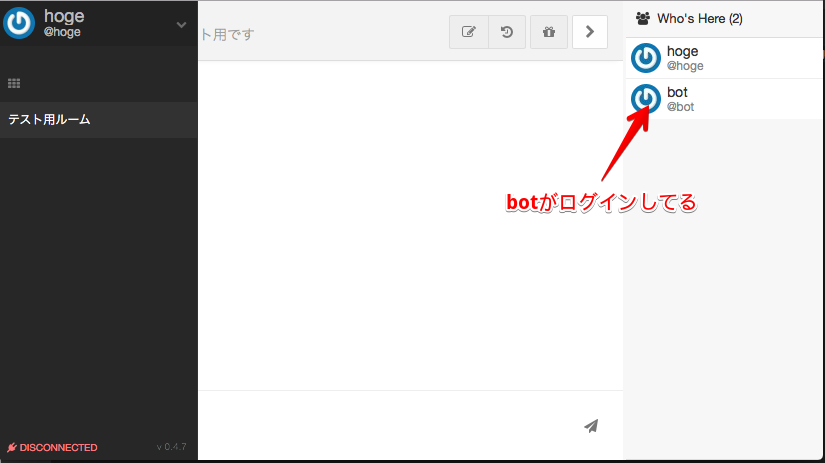 hoge
@hoge
テスト用ルーム
DISCONNECTED
v 0.4.7
ト用です
Who's Here (2)
hoge
@hoge
bot
@bot
botがログインしてる